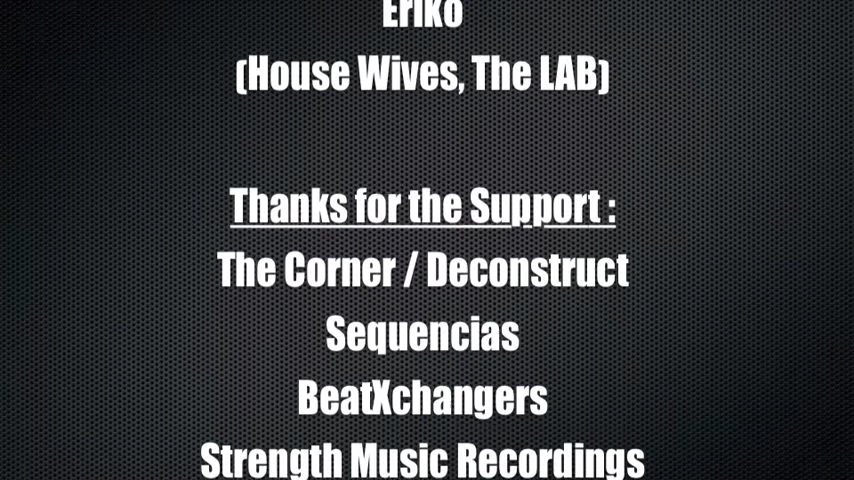 Eriko
(House Wives, The LAB)
Thanks for the Support :
The Corner / Deconstruct
Sequencias
BeatXchangers
Strength Music Recordings